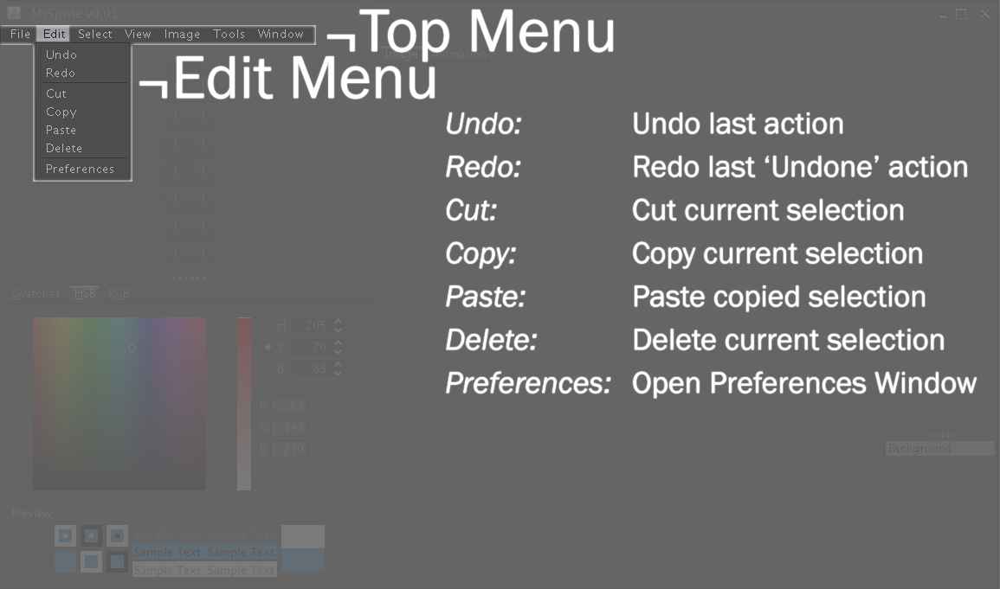 MySprite v0.01
File Edit Select View Image Tools Window
¬Top Menu
Image Animation
Undo
Redo
Cut
Copy
Paste
Delete
Preferences
¬Edit Menu
Undo: Undo last action
Redo: Redo last ‘Undone’ action
Cut: Cut current selection
Copy: Copy current selection
Paste: Paste copied selection
Delete: Delete current selection
Preferences: Open Preferences Window
Swatches HSB RGB
H 205
S 70
B 83
R 64
G 149
B 210
Background
Preview
Sample Text Sample Text
Sample Text Sample Text
Sample Text Sample Text